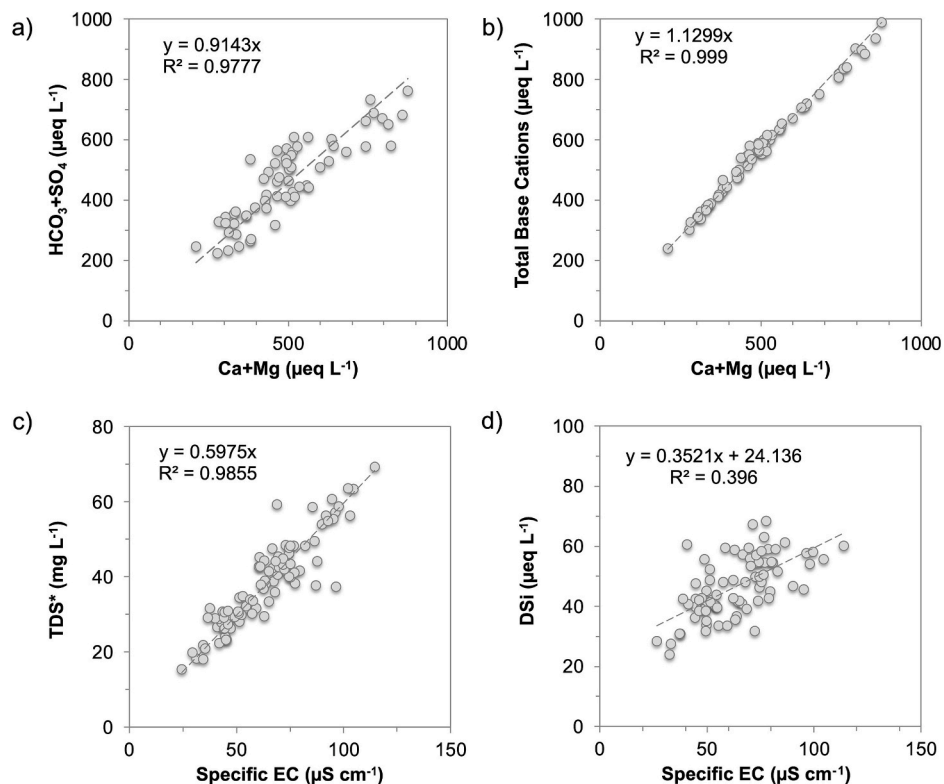 a)
y = 0.9143x
R² = 0.9777
HCO₃+SO₄ (µeq L⁻¹)
1000
800
600
400
200
0
0 500 1000
Ca+Mg (µeq L⁻¹)
b)
y = 1.1299x
R² = 0.999
Total Base Cations (µeq L⁻¹)
1000
800
600
400
200
0
0 500 1000
Ca+Mg (µeq L⁻¹)
c)
y = 0.5975x
R² = 0.9855
TDS* (mg L⁻¹)
80
60
40
20
0
0 50 100 150
Specific EC (µS cm⁻¹)
d)
y = 0.3521x + 24.136
R² = 0.396
DSi (µeq L⁻¹)
100
80
60
40
20
0
0 50 100 150
Specific EC (µS cm⁻¹)